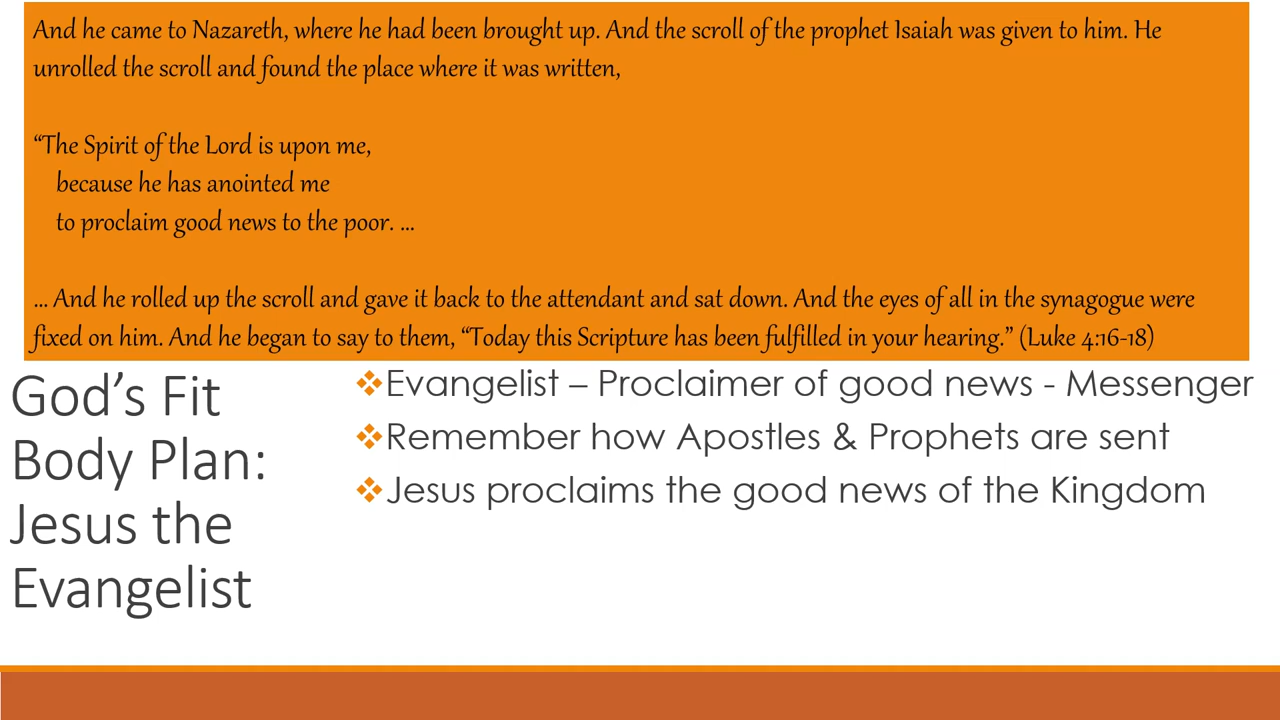 And he came to Nazareth, where he had been brought up. And the scroll of the prophet Isaiah was given to him. He
unrolled the scroll and found the place where it was written,
“The Spirit of the Lord is upon me,
because he has anointed me
to proclaim good news to the poor. ...
... And he rolled up the scroll and gave it back to the attendant and sat down. And the eyes of all in the synagogue were
fixed on him. And he began to say to them, “Today this Scripture has been fulfilled in your hearing.” (Luke 4:16-18)
God’s Fit
Body Plan:
Jesus the
Evangelist
❖Evangelist – Proclaimer of good news - Messenger
❖Remember how Apostles & Prophets are sent
❖Jesus proclaims the good news of the Kingdom